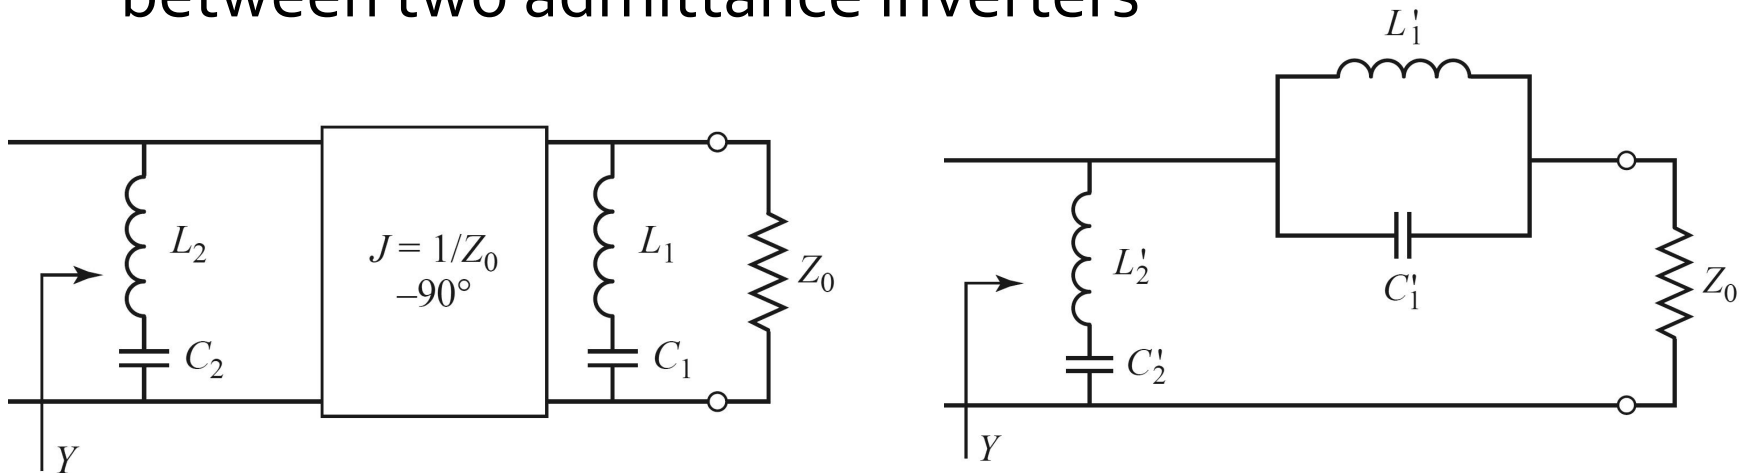 between two admittance inverters
L₂
C₂
Y
J = 1/Z₀
–90°
L₁
C₁
Z₀
L'₁
C'₁
L'₂
C'₂
Y
Z₀